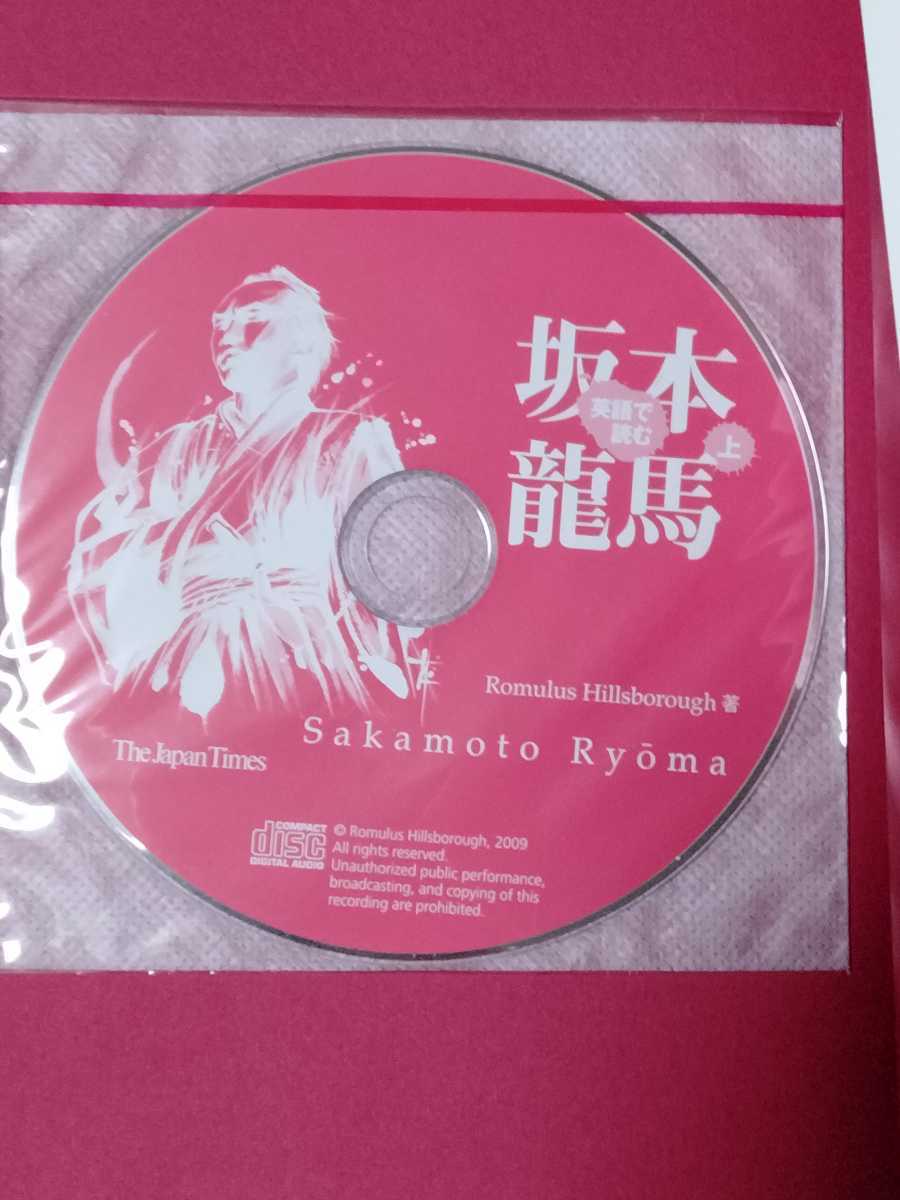 坂本
英語で
読む
龍馬
上
Romulus Hillsborough 著
Sakamoto Ryōma
The Japan Times
COMPACT
disc
DIGITAL AUDIO
© Romulus Hillsborough, 2009
All rights reserved.
Unauthorized public performance,
broadcasting, and copying of this
recording are prohibited.